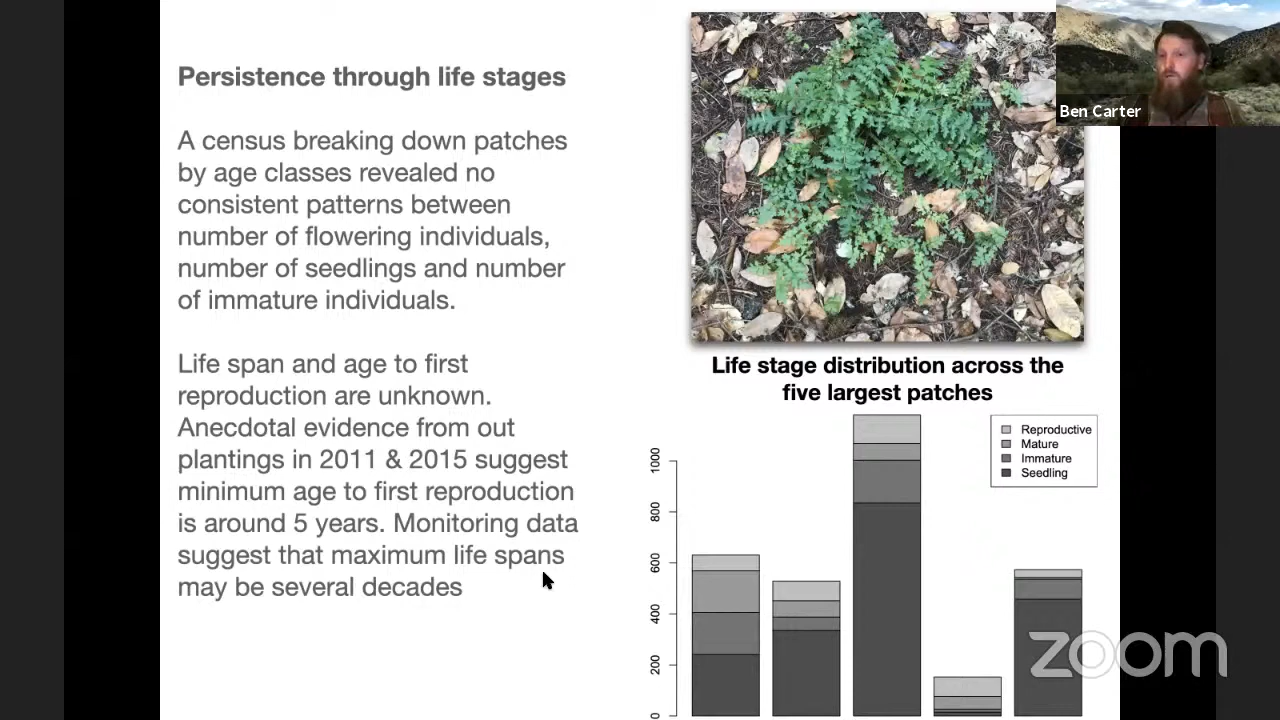 Persistence through life stages
A census breaking down patches
by age classes revealed no
consistent patterns between
number of flowering individuals,
number of seedlings and number
of immature individuals.
Life span and age to first
reproduction are unknown.
Anecdotal evidence from out
plantings in 2011 & 2015 suggest
minimum age to first reproduction
is around 5 years. Monitoring data
suggest that maximum life spans
may be several decades
Ben Carter
Life stage distribution across the
five largest patches
Reproductive
Mature
Immature
Seedling
1000
800
600
400
200
0
zoom